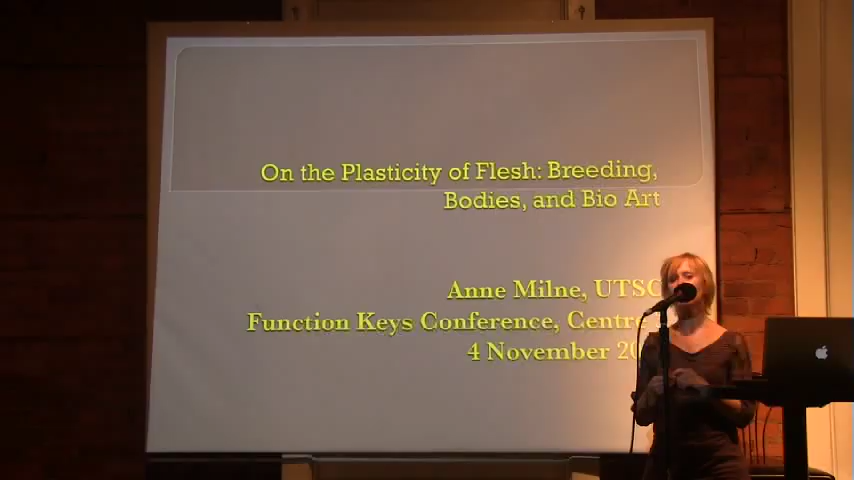 On the Plasticity of Flesh: Breeding,
Bodies, and Bio Art
Anne Milne, UTSC
Function Keys Conference, Centre
4 November